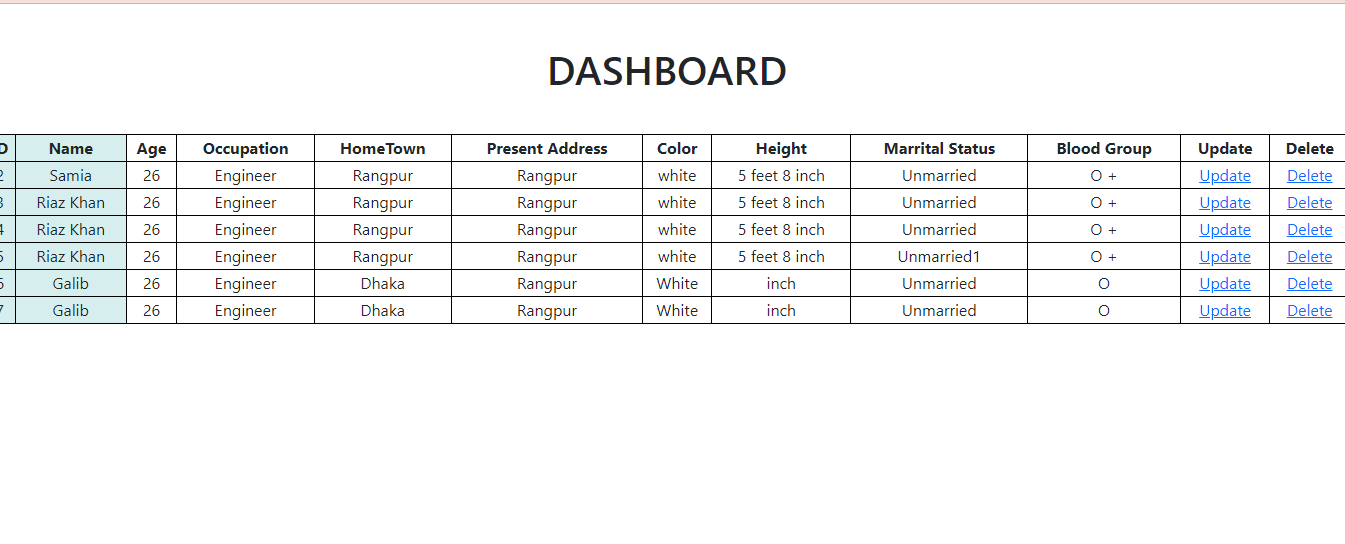 DASHBOARD
D Name Age Occupation HomeTown Present Address Color Height Marrital Status Blood Group Update Delete
2 Samia 26 Engineer Rangpur Rangpur white 5 feet 8 inch Unmarried O + Update Delete
3 Riaz Khan 26 Engineer Rangpur Rangpur white 5 feet 8 inch Unmarried O + Update Delete
4 Riaz Khan 26 Engineer Rangpur Rangpur white 5 feet 8 inch Unmarried O + Update Delete
5 Riaz Khan 26 Engineer Rangpur Rangpur white 5 feet 8 inch Unmarried1 O + Update Delete
6 Galib 26 Engineer Dhaka Rangpur White inch Unmarried O Update Delete
7 Galib 26 Engineer Dhaka Rangpur White inch Unmarried O Update Delete